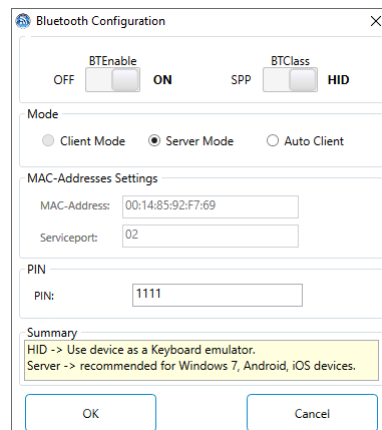 Bluetooth Configuration
BTEnable BTClass
OFF ON SPP HID
Mode
Client Mode Server Mode Auto Client
MAC-Addresses Settings
MAC-Address: 00:14:85:92:F7:69
Serviceport: 02
PIN
PIN: 1111
Summary
HID -> Use device as a Keyboard emulator.
Server -> recommended for Windows 7, Android, iOS devices.
OK Cancel